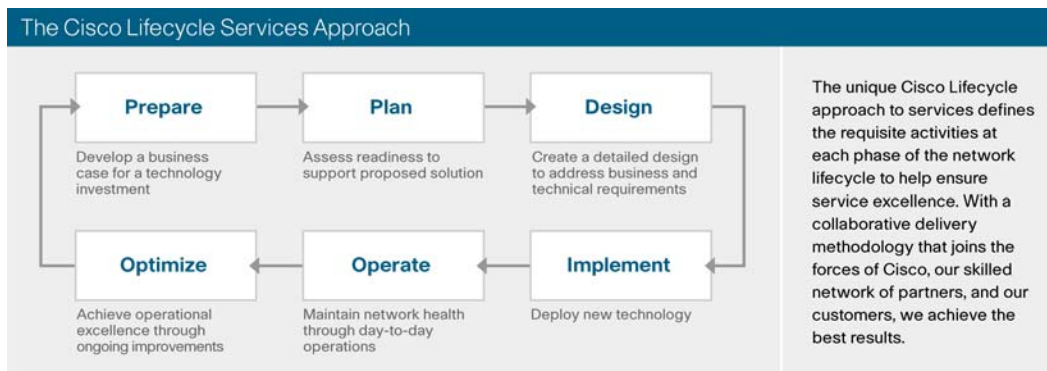 The Cisco Lifecycle Services Approach
Prepare
Develop a business
case for a technology
investment
Plan
Assess readiness to
support proposed solution
Design
Create a detailed design
to address business and
technical requirements
Implement
Deploy new technology
Operate
Maintain network health
through day-to-day
operations
Optimize
Achieve operational
excellence through
ongoing improvements
The unique Cisco Lifecycle
approach to services defines
the requisite activities at
each phase of the network
lifecycle to help ensure
service excellence. With a
collaborative delivery
methodology that joins the
forces of Cisco, our skilled
network of partners, and our
customers, we achieve the
best results.